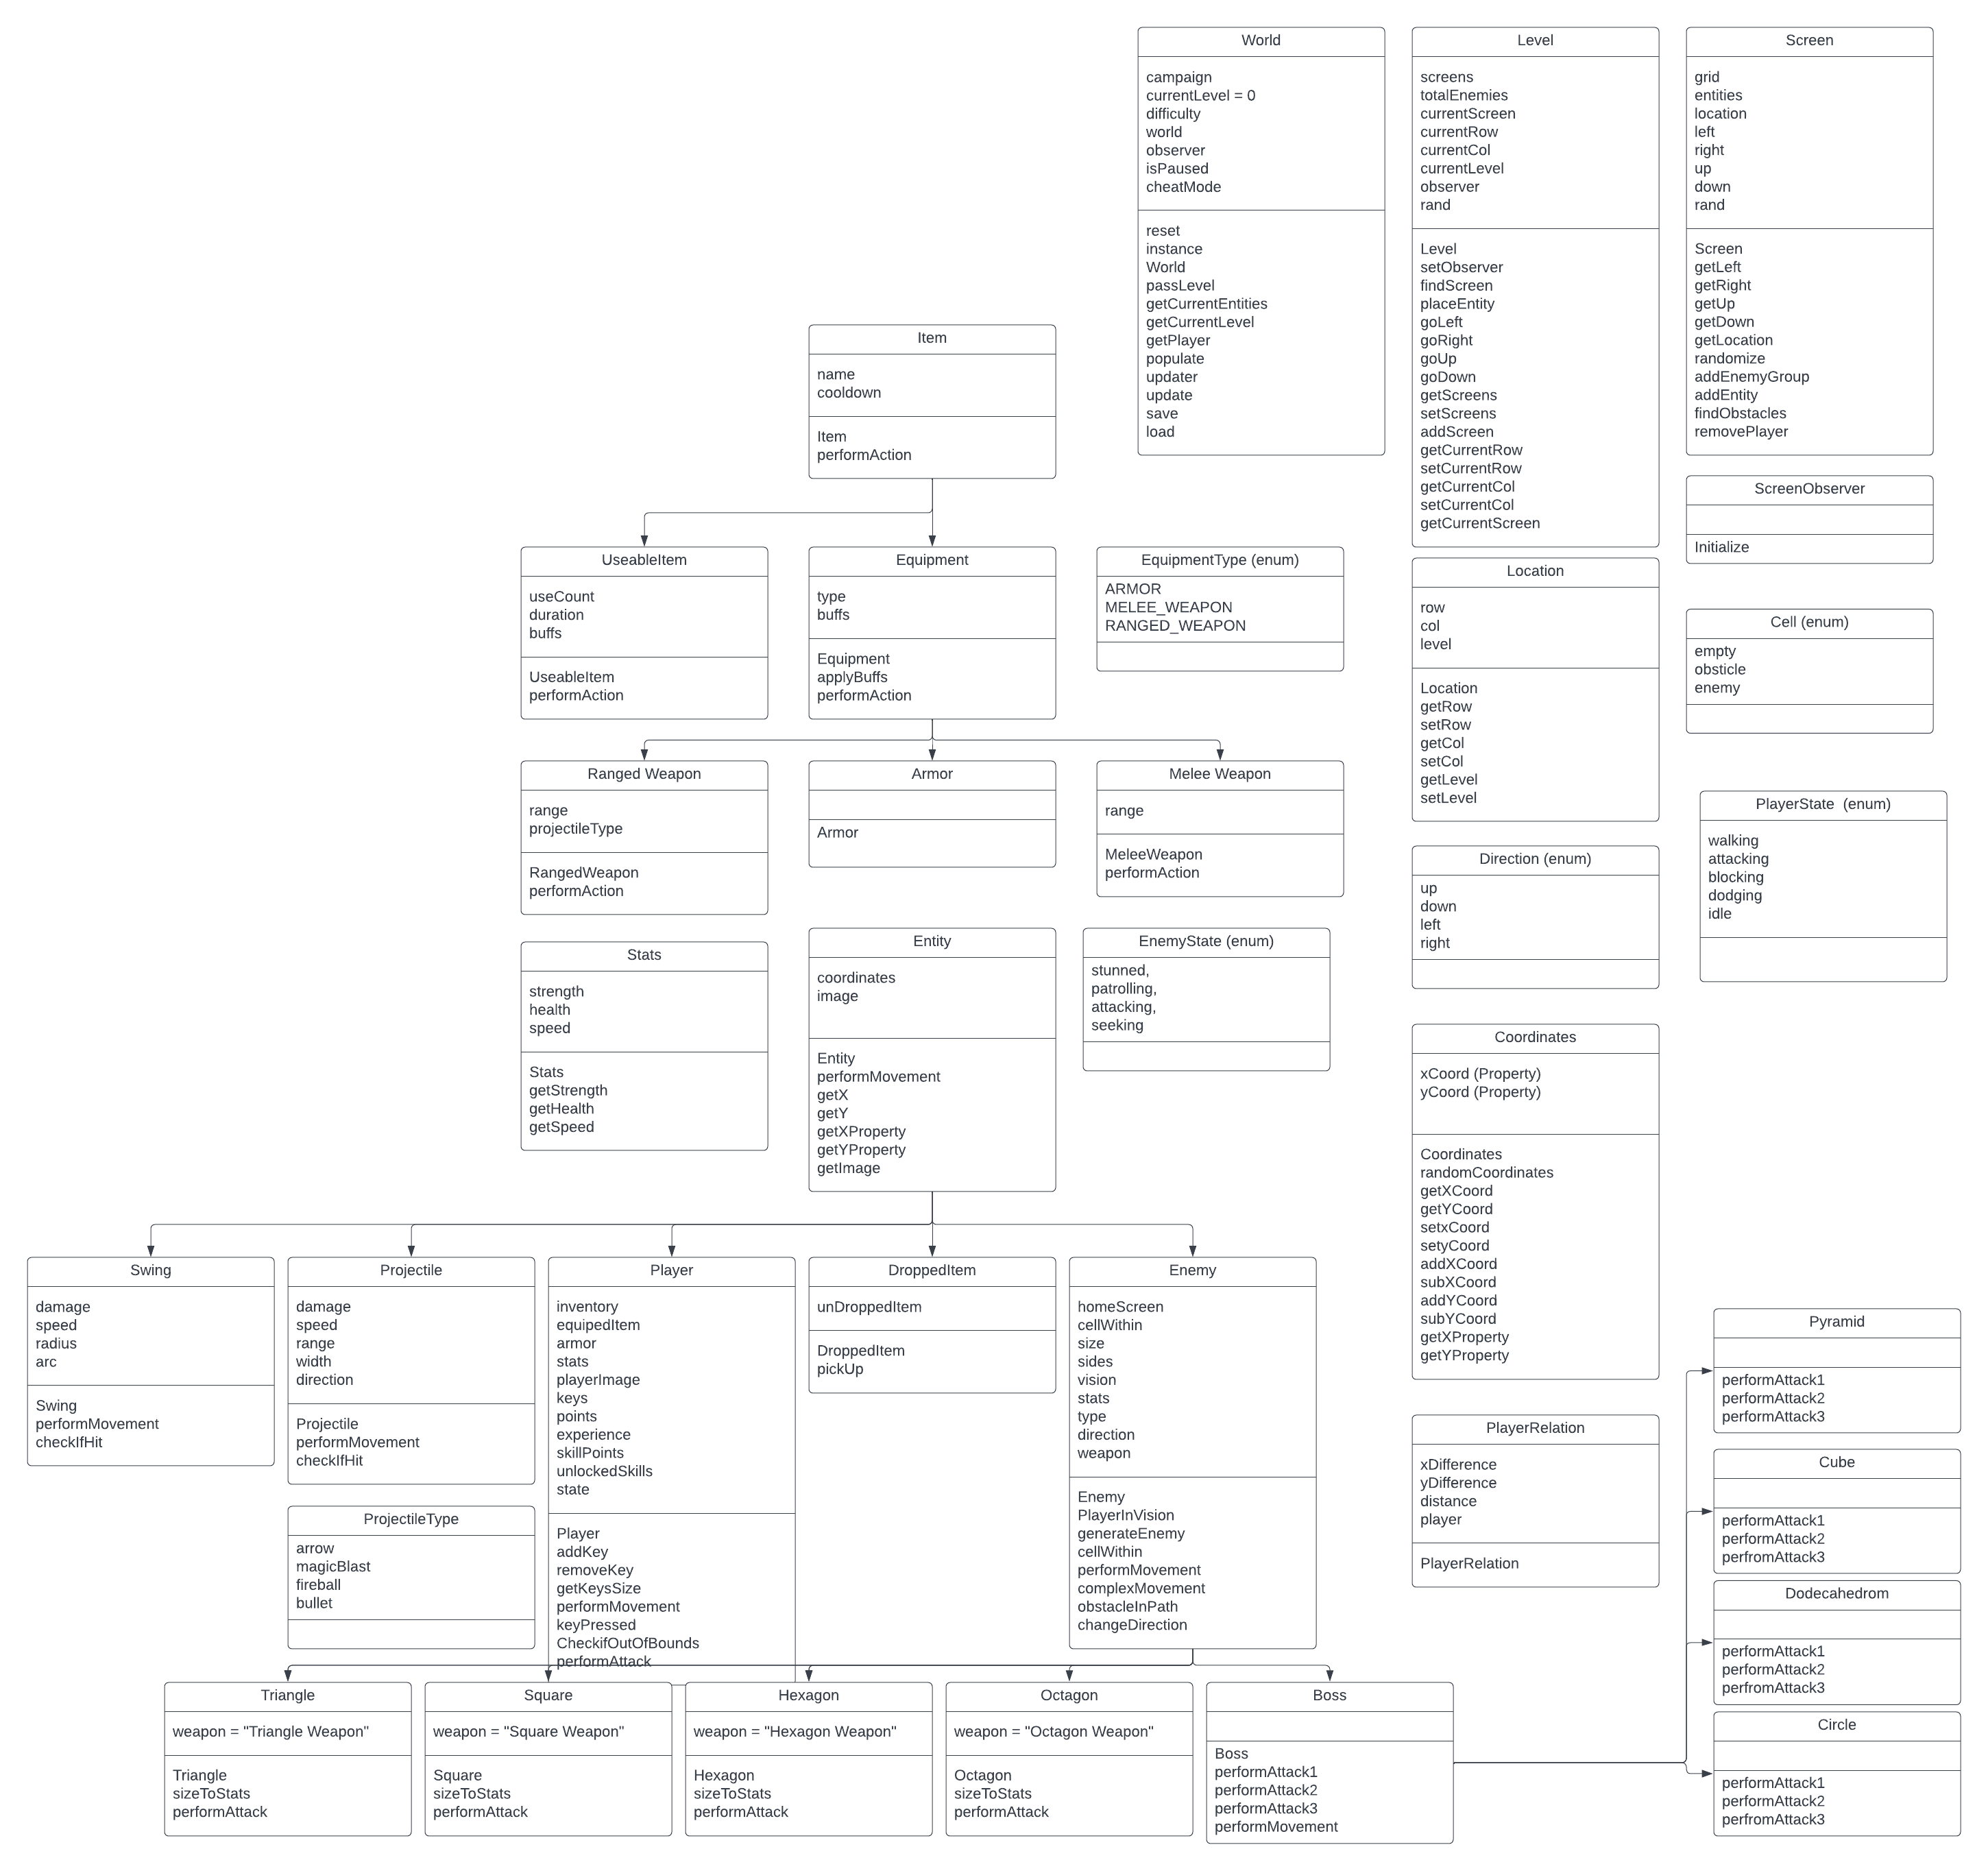 World
campaign
currentLevel = 0
difficulty
world
observer
isPaused
cheatMode
reset
instance
World
passLevel
getCurrentEntities
getCurrentLevel
getPlayer
populate
updater
update
save
load
Level
screens
totalEnemies
currentScreen
currentRow
currentCol
currentLevel
observer
rand
Level
setObserver
findScreen
placeEntity
goLeft
goRight
goUp
goDown
getScreens
setScreens
addScreen
getCurrentRow
setCurrentRow
getCurrentCol
setCurrentCol
getCurrentScreen
Screen
grid
entities
location
left
right
up
down
rand
Screen
getLeft
getRight
getUp
getDown
getLocation
randomize
addEnemyGroup
addEntity
findObstacles
removePlayer
Item
name
cooldown
Item
performAction
ScreenObserver
Initialize
UseableItem
useCount
duration
buffs
UseableItem
performAction
Equipment
type
buffs
Equipment
applyBuffs
performAction
EquipmentType (enum)
ARMOR
MELEE_WEAPON
RANGED_WEAPON
Location
row
col
level
Location
getRow
setRow
getCol
setCol
getLevel
setLevel
Cell (enum)
empty
obsticle
enemy
Ranged Weapon
range
projectileType
RangedWeapon
performAction
Armor
Armor
Melee Weapon
range
MeleeWeapon
performAction
PlayerState  (enum)
walking
attacking
blocking
dodging
idle
Direction (enum)
up
down
left
right
Stats
strength
health
speed
Stats
getStrength
getHealth
getSpeed
Entity
coordinates
image
Entity
performMovement
getX
getY
getXProperty
getYProperty
getImage
EnemyState (enum)
stunned,
patrolling,
attacking,
seeking
Coordinates
xCoord (Property)
yCoord (Property)
Coordinates
randomCoordinates
getXCoord
getYCoord
setxCoord
setyCoord
addXCoord
subXCoord
addYCoord
subYCoord
getXProperty
getYProperty
Swing
damage
speed
radius
arc
Swing
performMovement
checkIfHit
Projectile
damage
speed
range
width
direction
Projectile
performMovement
checkIfHit
Player
inventory
equipedItem
armor
stats
playerImage
keys
points
experience
skillPoints
unlockedSkills
state
Player
addKey
removeKey
getKeysSize
performMovement
keyPressed
CheckifOutOfBounds
performAttack
DroppedItem
unDroppedItem
DroppedItem
pickUp
Enemy
homeScreen
cellWithin
size
sides
vision
stats
type
direction
weapon
Enemy
PlayerInVision
generateEnemy
cellWithin
performMovement
complexMovement
obstacleInPath
changeDirection
Pyramid
performAttack1
performAttack2
performAttack3
PlayerRelation
xDifference
yDifference
distance
player
PlayerRelation
Cube
performAttack1
performAttack2
perfromAttack3
ProjectileType
arrow
magicBlast
fireball
bullet
Dodecahedrom
performAttack1
performAttack2
perfromAttack3
Triangle
weapon = "Triangle Weapon"
Triangle
sizeToStats
performAttack
Square
weapon = "Square Weapon"
Square
sizeToStats
performAttack
Hexagon
weapon = "Hexagon Weapon"
Hexagon
sizeToStats
performAttack
Octagon
weapon = "Octagon Weapon"
Octagon
sizeToStats
performAttack
Boss
Boss
performAttack1
performAttack2
performAttack3
performMovement
Circle
performAttack1
performAttack2
perfromAttack3